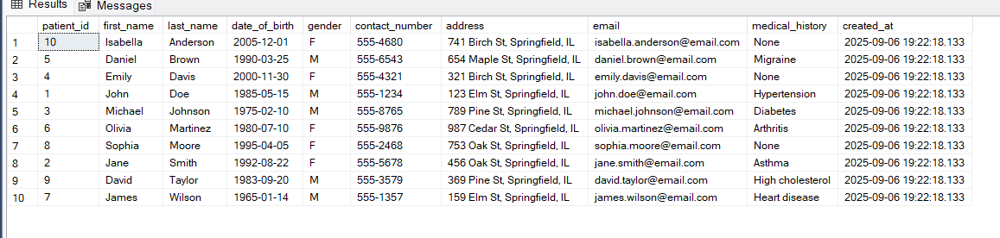 Results Messages
patient_id first_name last_name date_of_birth gender contact_number address email medical_history created_at
1 10 Isabella Anderson 2005-12-01 F 555-4680 741 Birch St, Springfield, IL isabella.anderson@email.com None 2025-09-06 19:22:18.133
2 5 Daniel Brown 1990-03-25 M 555-6543 654 Maple St, Springfield, IL daniel.brown@email.com Migraine 2025-09-06 19:22:18.133
3 4 Emily Davis 2000-11-30 F 555-4321 321 Birch St, Springfield, IL emily.davis@email.com None 2025-09-06 19:22:18.133
4 1 John Doe 1985-05-15 M 555-1234 123 Elm St, Springfield, IL john.doe@email.com Hypertension 2025-09-06 19:22:18.133
5 3 Michael Johnson 1975-02-10 M 555-8765 789 Pine St, Springfield, IL michael.johnson@email.com Diabetes 2025-09-06 19:22:18.133
6 6 Olivia Martinez 1980-07-10 F 555-9876 987 Cedar St, Springfield, IL olivia.martinez@email.com Arthritis 2025-09-06 19:22:18.133
7 8 Sophia Moore 1995-04-05 F 555-2468 753 Oak St, Springfield, IL sophia.moore@email.com None 2025-09-06 19:22:18.133
8 2 Jane Smith 1992-08-22 F 555-5678 456 Oak St, Springfield, IL jane.smith@email.com Asthma 2025-09-06 19:22:18.133
9 9 David Taylor 1983-09-20 M 555-3579 369 Pine St, Springfield, IL david.taylor@email.com High cholesterol 2025-09-06 19:22:18.133
10 7 James Wilson 1965-01-14 M 555-1357 159 Elm St, Springfield, IL james.wilson@email.com Heart disease 2025-09-06 19:22:18.133